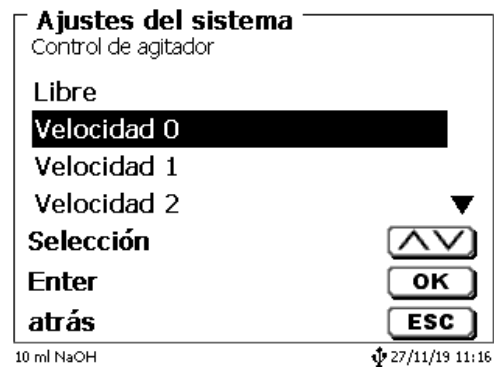 Ajustes del sistema
Control de agitador
Libre
Velocidad 0
Velocidad 1
Velocidad 2
Selección
Enter OK
atrás ESC
10 ml NaOH 27/11/19 11:16